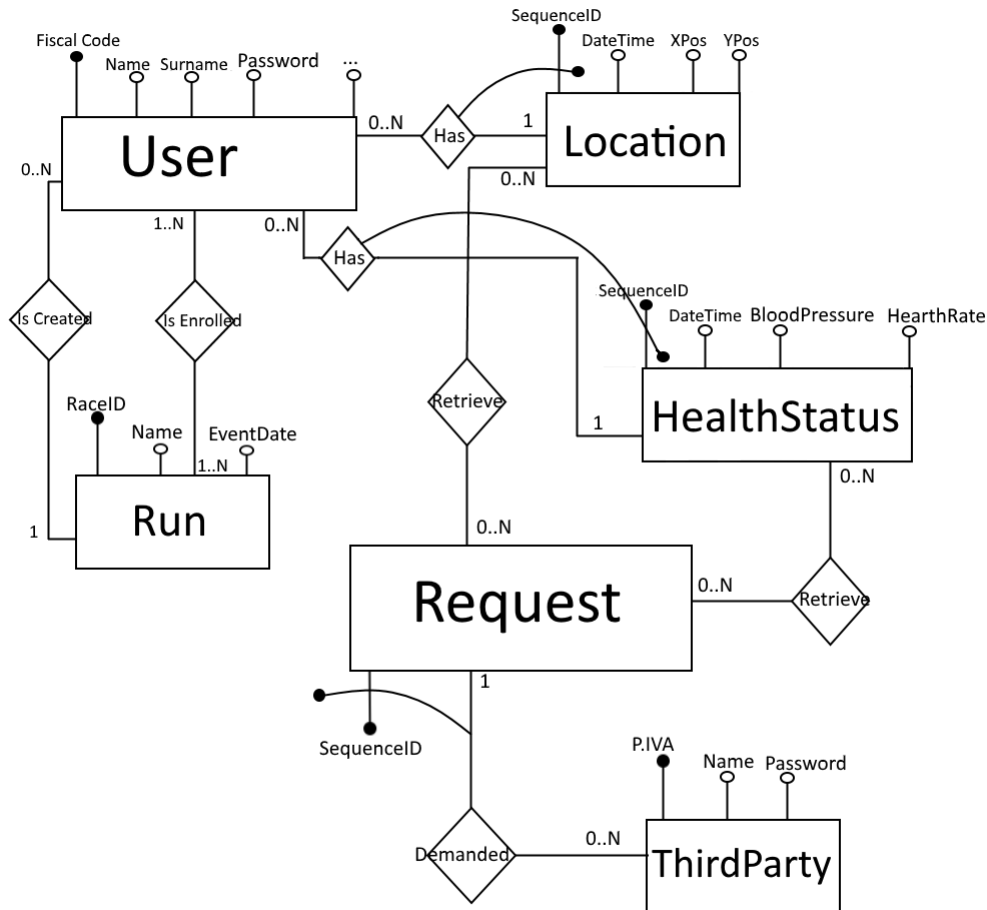 SequenceID
Fiscal Code
DateTime XPos YPos
Name Surname Password ...
0..N Has 1 Location
User
0..N 0..N
1..N 0..N
Has
SequenceID
Is Created Is Enrolled DateTime BloodPressure HearthRate
RaceID Retrieve
1 HealthStatus
Name EventDate
1..N 0..N
Run
1 0..N
0..N
Request Retrieve
1
SequenceID P.IVA
Name Password
0..N
Demanded ThirdParty